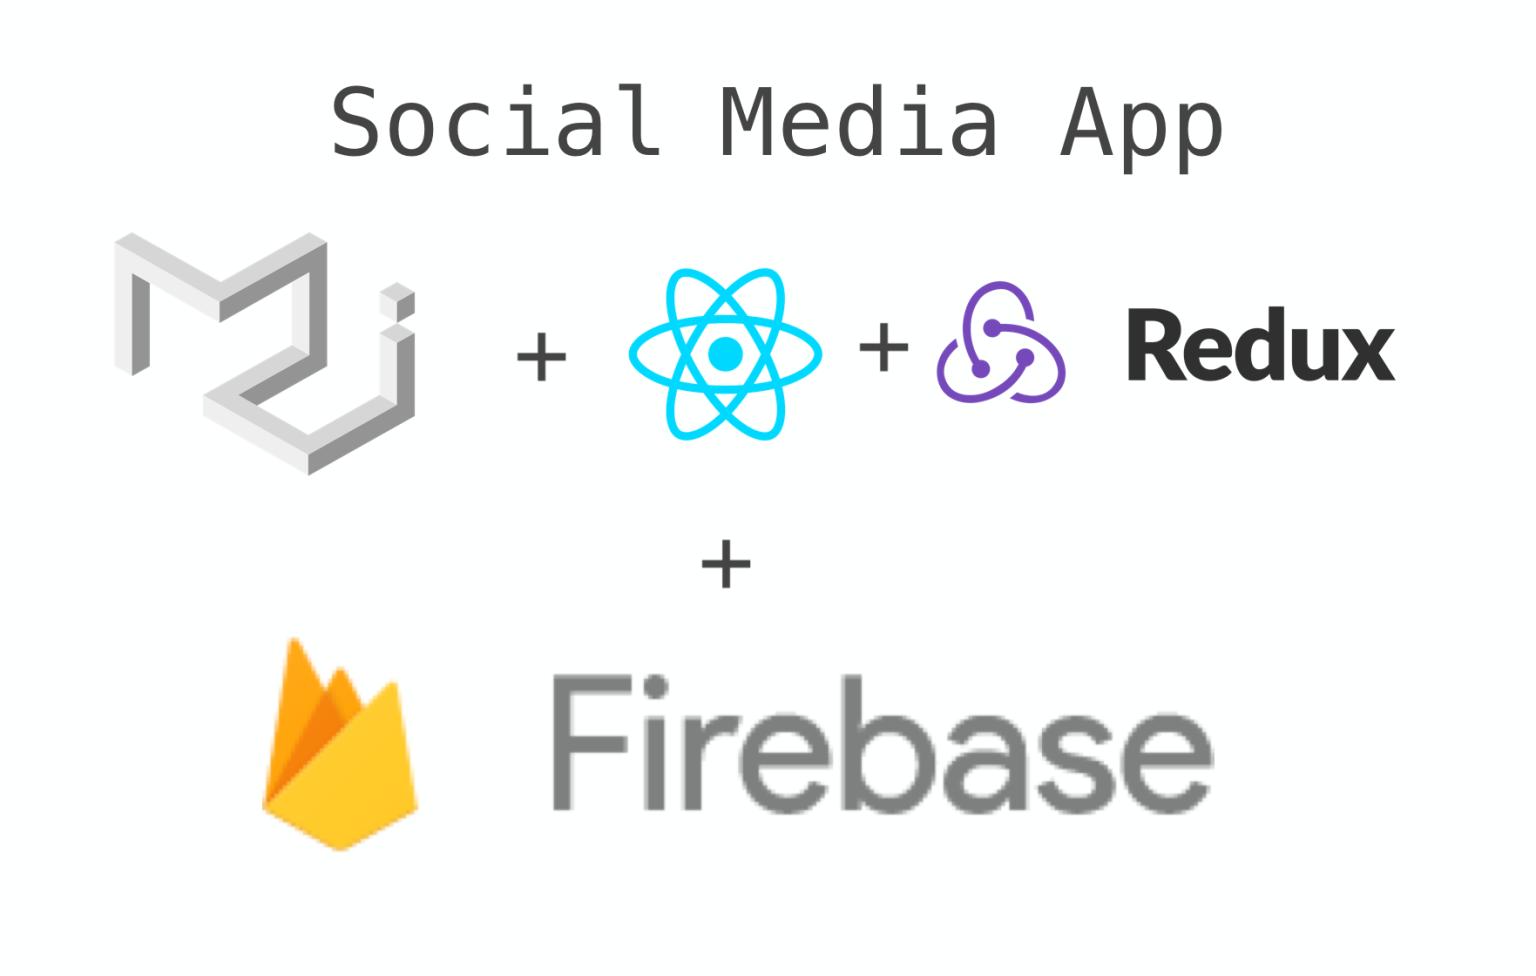 Social Media App
+ + Redux
+
Firebase